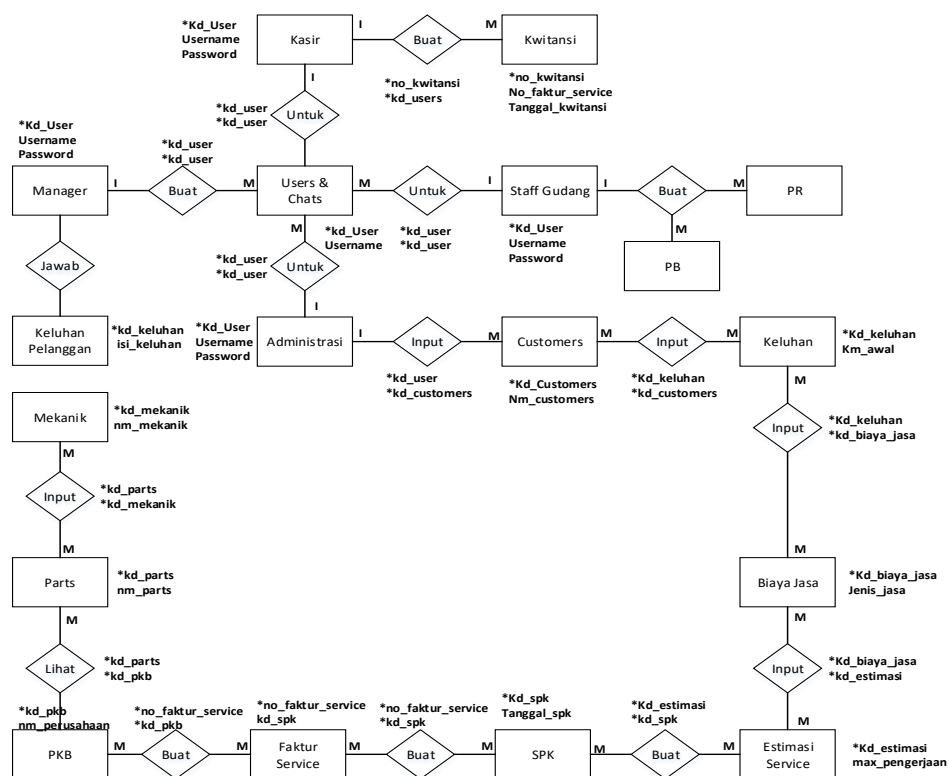 *Kd_User
Username
Password
Kasir
I
Buat
M
Kwitansi
*no_kwitansi
*kd_users
*no_kwitansi
No_faktur_service
Tanggal_kwitansi
I
*kd_user
*kd_user
Untuk
*Kd_User
Username
Password
*kd_user
*kd_user
Manager
I
Buat
M
Users &
Chats
M
Untuk
I
Staff Gudang
I
Buat
M
PR
M
*kd_User
Username
*kd_user
*kd_user
*Kd_User
Username
Password
M
PB
Jawab
*kd_user
*kd_user
Untuk
I
Keluhan
Pelanggan
*kd_keluhan
isi_keluhan
*Kd_User
Username
Password
Administrasi
I
Input
M
Customers
M
Input
M
Keluhan
*Kd_keluhan
Km_awal
*kd_user
*kd_customers
*Kd_Customers
Nm_customers
*Kd_keluhan
*kd_customers
M
Mekanik
*kd_mekanik
nm_mekanik
Input
*Kd_keluhan
*kd_biaya_jasa
M
Input
*kd_parts
*kd_mekanik
M
M
Parts
*kd_parts
nm_parts
Biaya Jasa
*Kd_biaya_jasa
Jenis_jasa
M
M
Lihat
*kd_parts
*kd_pkb
Input
*Kd_biaya_jasa
*kd_estimasi
*kd_pkb
nm_perusahaan
*no_faktur_service
*kd_pkb
*no_faktur_service
kd_spk
*no_faktur_service
*kd_spk
*Kd_spk
Tanggal_spk
*Kd_estimasi
*kd_spk
M
PKB
M
Buat
M
Faktur
Service
M
Buat
M
SPK
M
Buat
M
Estimasi
Service
*Kd_estimasi
max_pengerjaan